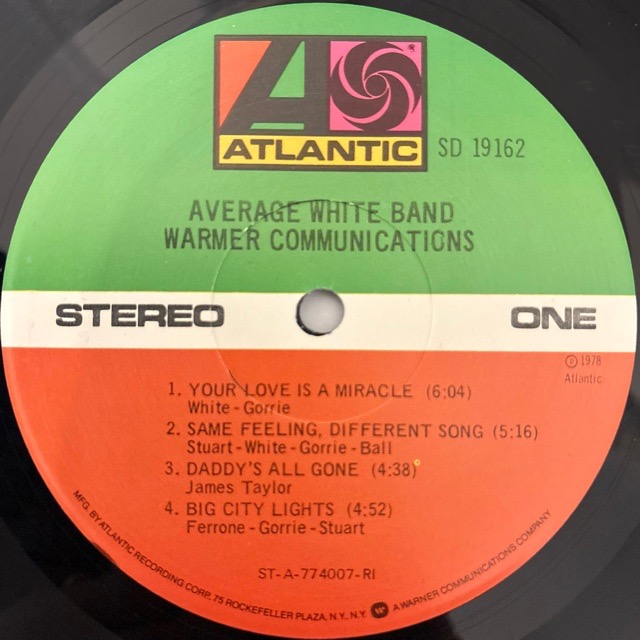 ATLANTIC
®
SD 19162
AVERAGE WHITE BAND
WARMER COMMUNICATIONS
STEREO
ONE
℗ 1978
Atlantic
1. YOUR LOVE IS A MIRACLE (6:04)
White - Gorrie
2. SAME FEELING, DIFFERENT SONG (5:16)
Stuart - White - Gorrie - Ball
3. DADDY'S ALL GONE (4:38)
James Taylor
4. BIG CITY LIGHTS (4:52)
Ferrone - Gorrie - Stuart
ST-A-774007-RI
MFG. BY ATLANTIC RECORDING CORP., 75 ROCKEFELLER PLAZA, N.Y., N.Y. A WARNER COMMUNICATIONS COMPANY